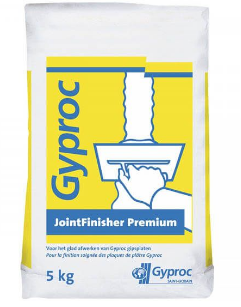 Gyproc
JointFinisher Premium
Voor het glad afwerken van Gyproc gipsplaten
Pour la finition soignée des plaques de plâtre Gyproc
5 kg
Gyproc
SAINT-GOBAIN